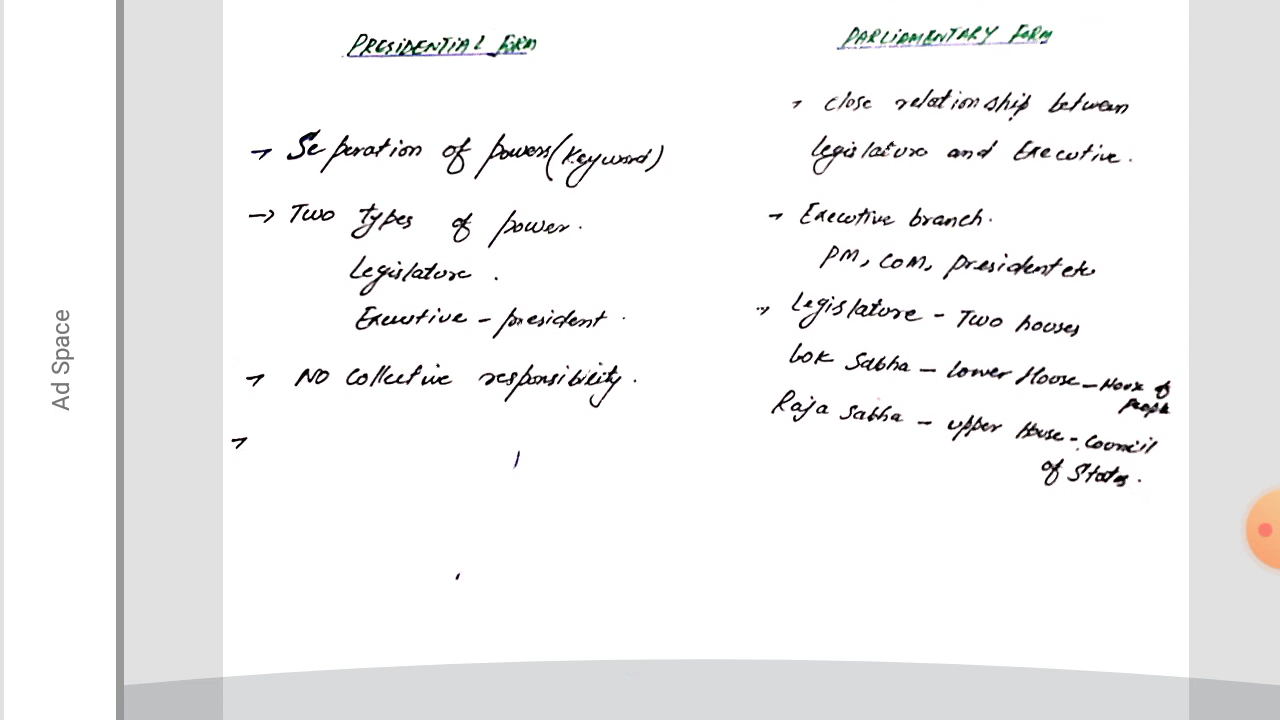 PRESIDENTIAL FORM
→ Seperation of powers (Keyword)
→ Two types of power.
Legislature.
Executive - president.
→ No collective responsibility.
→
PARLIAMENTARY FORM
→ close relationship between
legislature and Executive.
→ Executive branch.
PM, COM, president etc
→ Legislature - Two houses
Lok Sabha - lower House - House of
people
Raja Sabha - upper House - Council
of States.
Ad Space